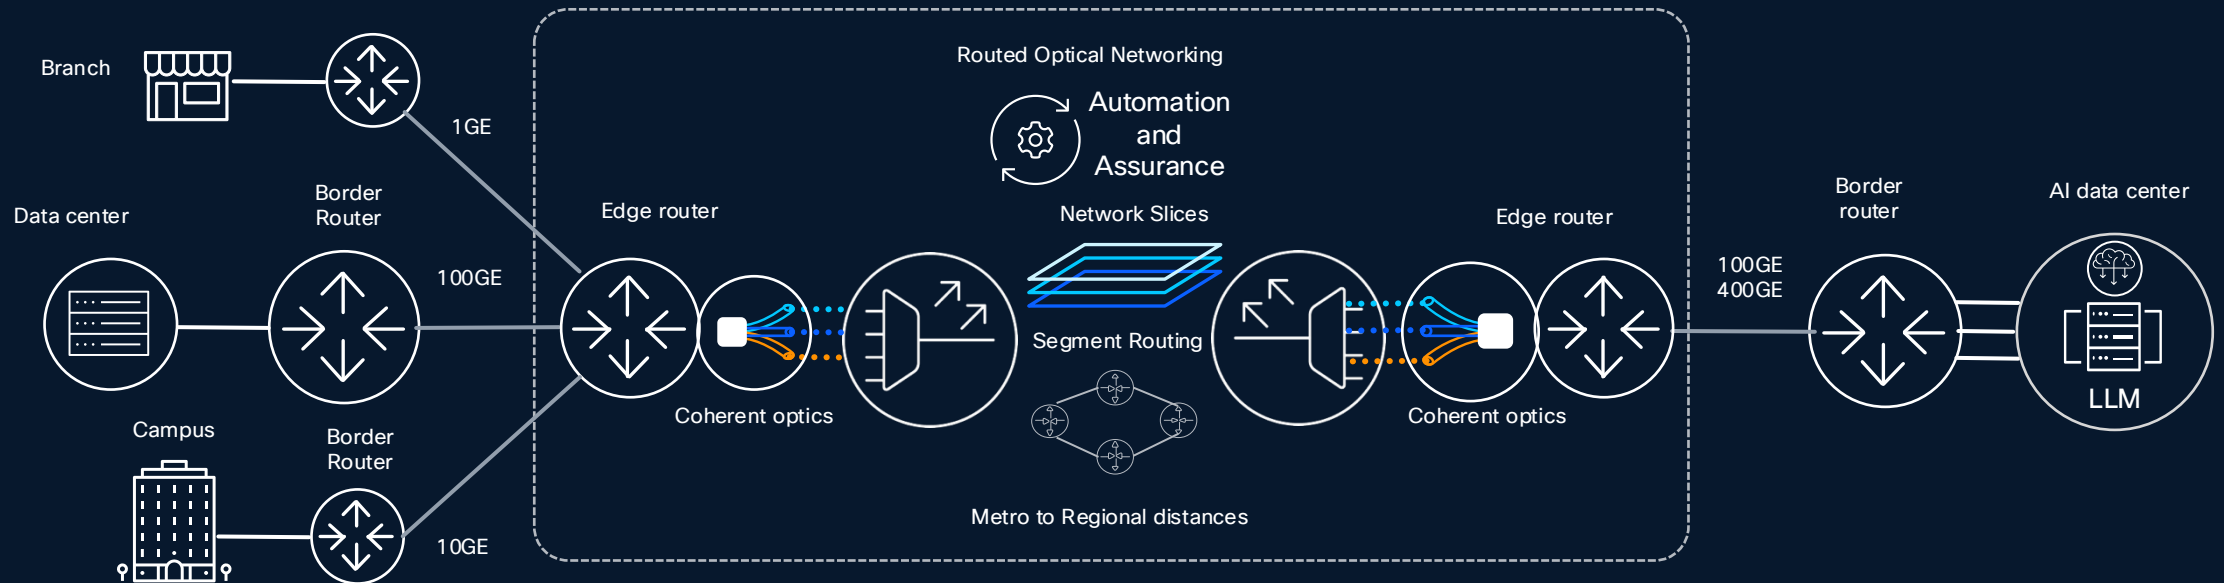 Branch
1GE
Data center
Border
Router
100GE
Campus
Border
Router
10GE
Routed Optical Networking
Automation
and
Assurance
Edge router
Coherent optics
Network Slices
Segment Routing
Metro to Regional distances
Edge router
Coherent optics
100GE
400GE
Border
router
AI data center
LLM